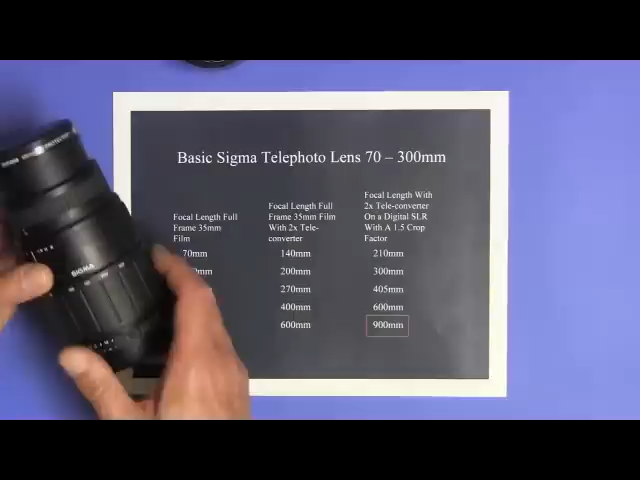 Basic Sigma Telephoto Lens 70 – 300mm
Focal Length Full
Frame 35mm
Film
70mm
Focal Length Full
Frame 35mm Film
With 2x Tele-
converter
140mm
200mm
270mm
400mm
600mm
Focal Length With
2x Tele-converter
On a Digital SLR
With A 1.5 Crop
Factor
210mm
300mm
405mm
600mm
900mm
SIGMA